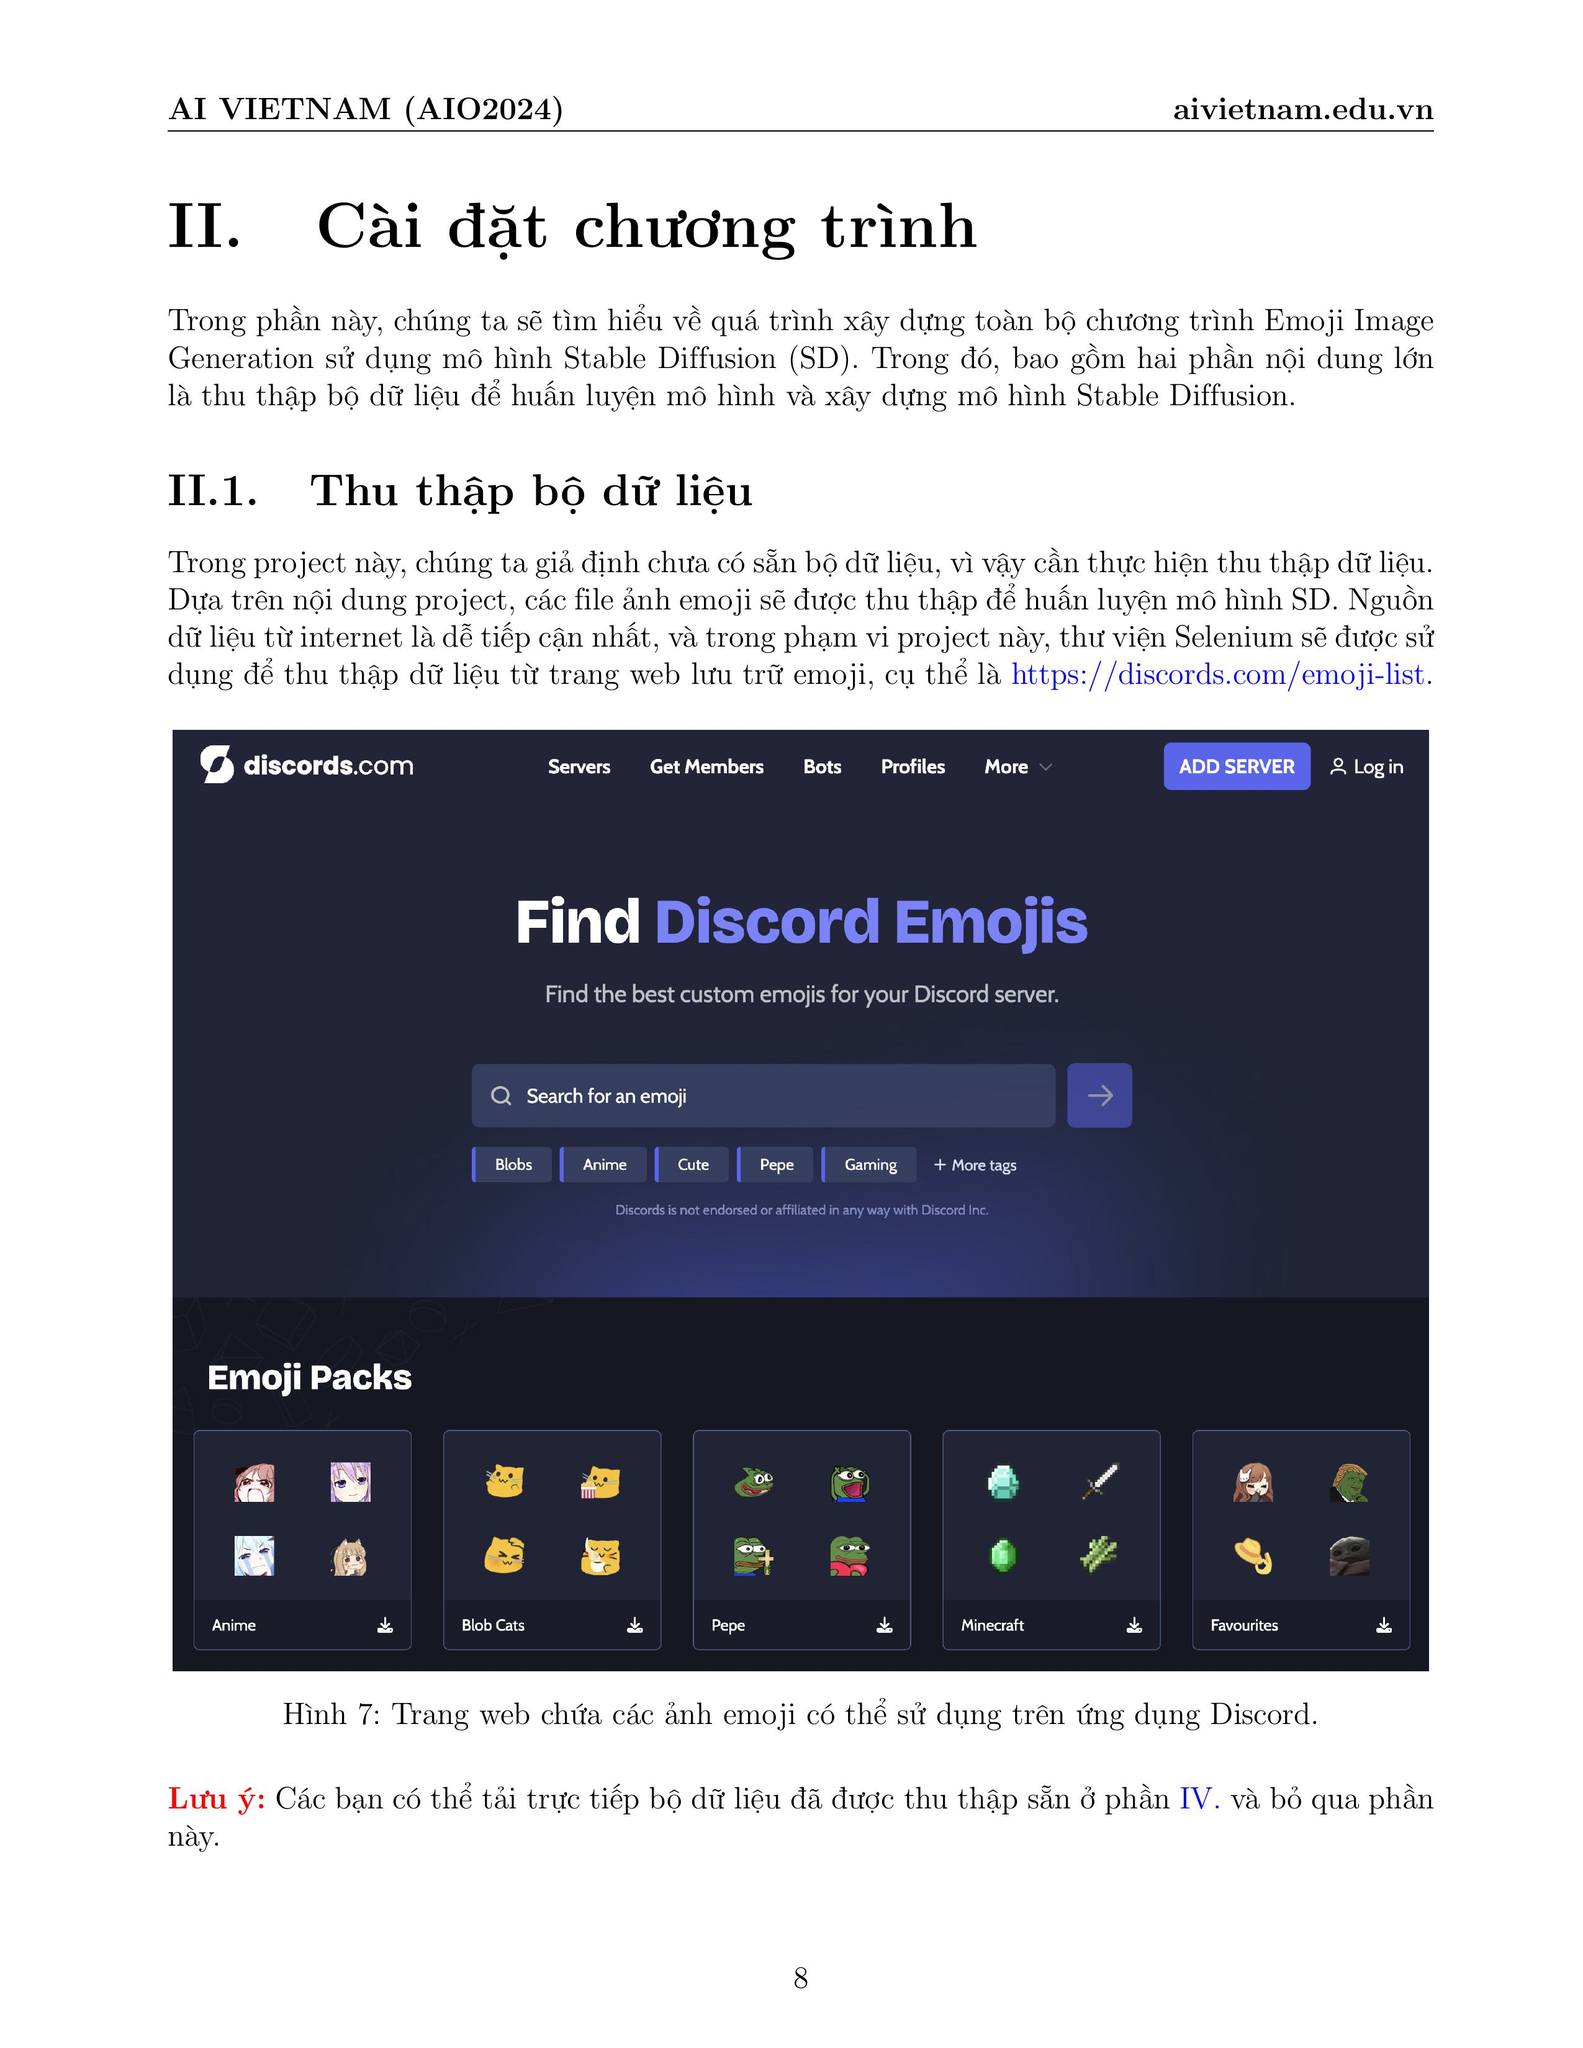 AI VIETNAM (AIO2024) aivietnam.edu.vn
II. Cài đặt chương trình
Trong phần này, chúng ta sẽ tìm hiểu về quá trình xây dựng toàn bộ chương trình Emoji Image
Generation sử dụng mô hình Stable Diffusion (SD). Trong đó, bao gồm hai phần nội dung lớn
là thu thập bộ dữ liệu để huấn luyện mô hình và xây dựng mô hình Stable Diffusion.
II.1. Thu thập bộ dữ liệu
Trong project này, chúng ta giả định chưa có sẵn bộ dữ liệu, vì vậy cần thực hiện thu thập dữ liệu.
Dựa trên nội dung project, các file ảnh emoji sẽ được thu thập để huấn luyện mô hình SD. Nguồn
dữ liệu từ internet là dễ tiếp cận nhất, và trong phạm vi project này, thư viện Selenium sẽ được sử
dụng để thu thập dữ liệu từ trang web lưu trữ emoji, cụ thể là https://discords.com/emoji-list.
discords.com Servers Get Members Bots Profiles More ADD SERVER Log in
Find Discord Emojis
Find the best custom emojis for your Discord server.
Search for an emoji
Blobs Anime Cute Pepe Gaming + More tags
Discords is not endorsed or affiliated in any way with Discord Inc.
Emoji Packs
Anime Blob Cats Pepe Minecraft Favourites
Hình 7: Trang web chứa các ảnh emoji có thể sử dụng trên ứng dụng Discord.
Lưu ý: Các bạn có thể tải trực tiếp bộ dữ liệu đã được thu thập sẵn ở phần IV. và bỏ qua phần
này.
8